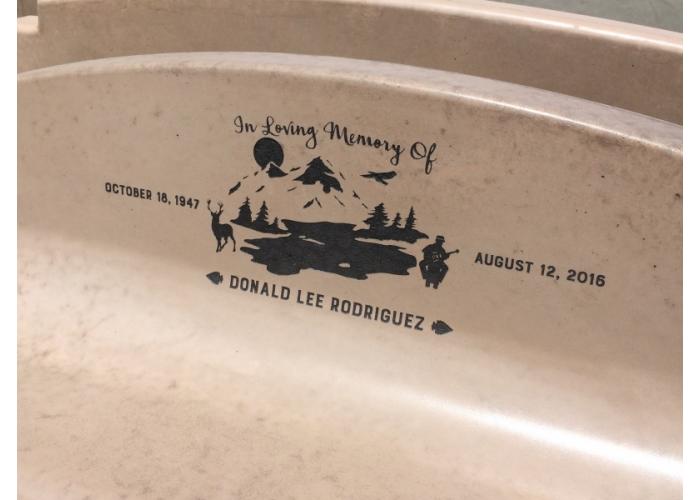 In Loving Memory Of
OCTOBER 18, 1947
AUGUST 12, 2016
DONALD LEE RODRIGUEZ